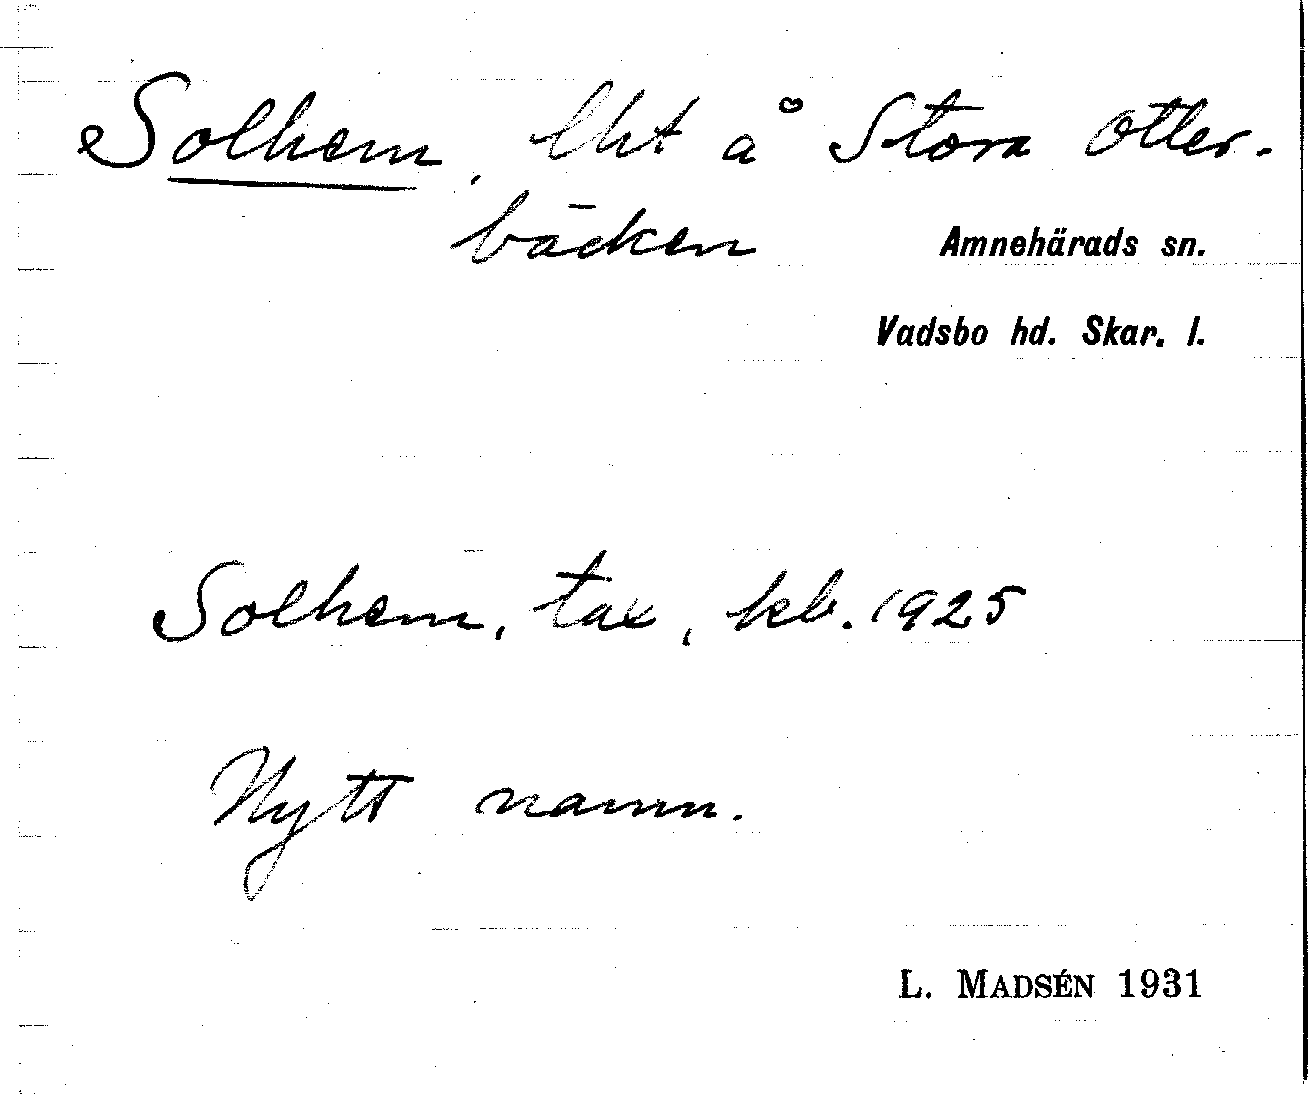 Solhem, lht å Stora Otter-
bäcken
Amnehärads sn.
Vadsbo hd. Skar. l.
Solhem, tax, kb. 1925
Nytt namn.
L. MADSÉN 1931